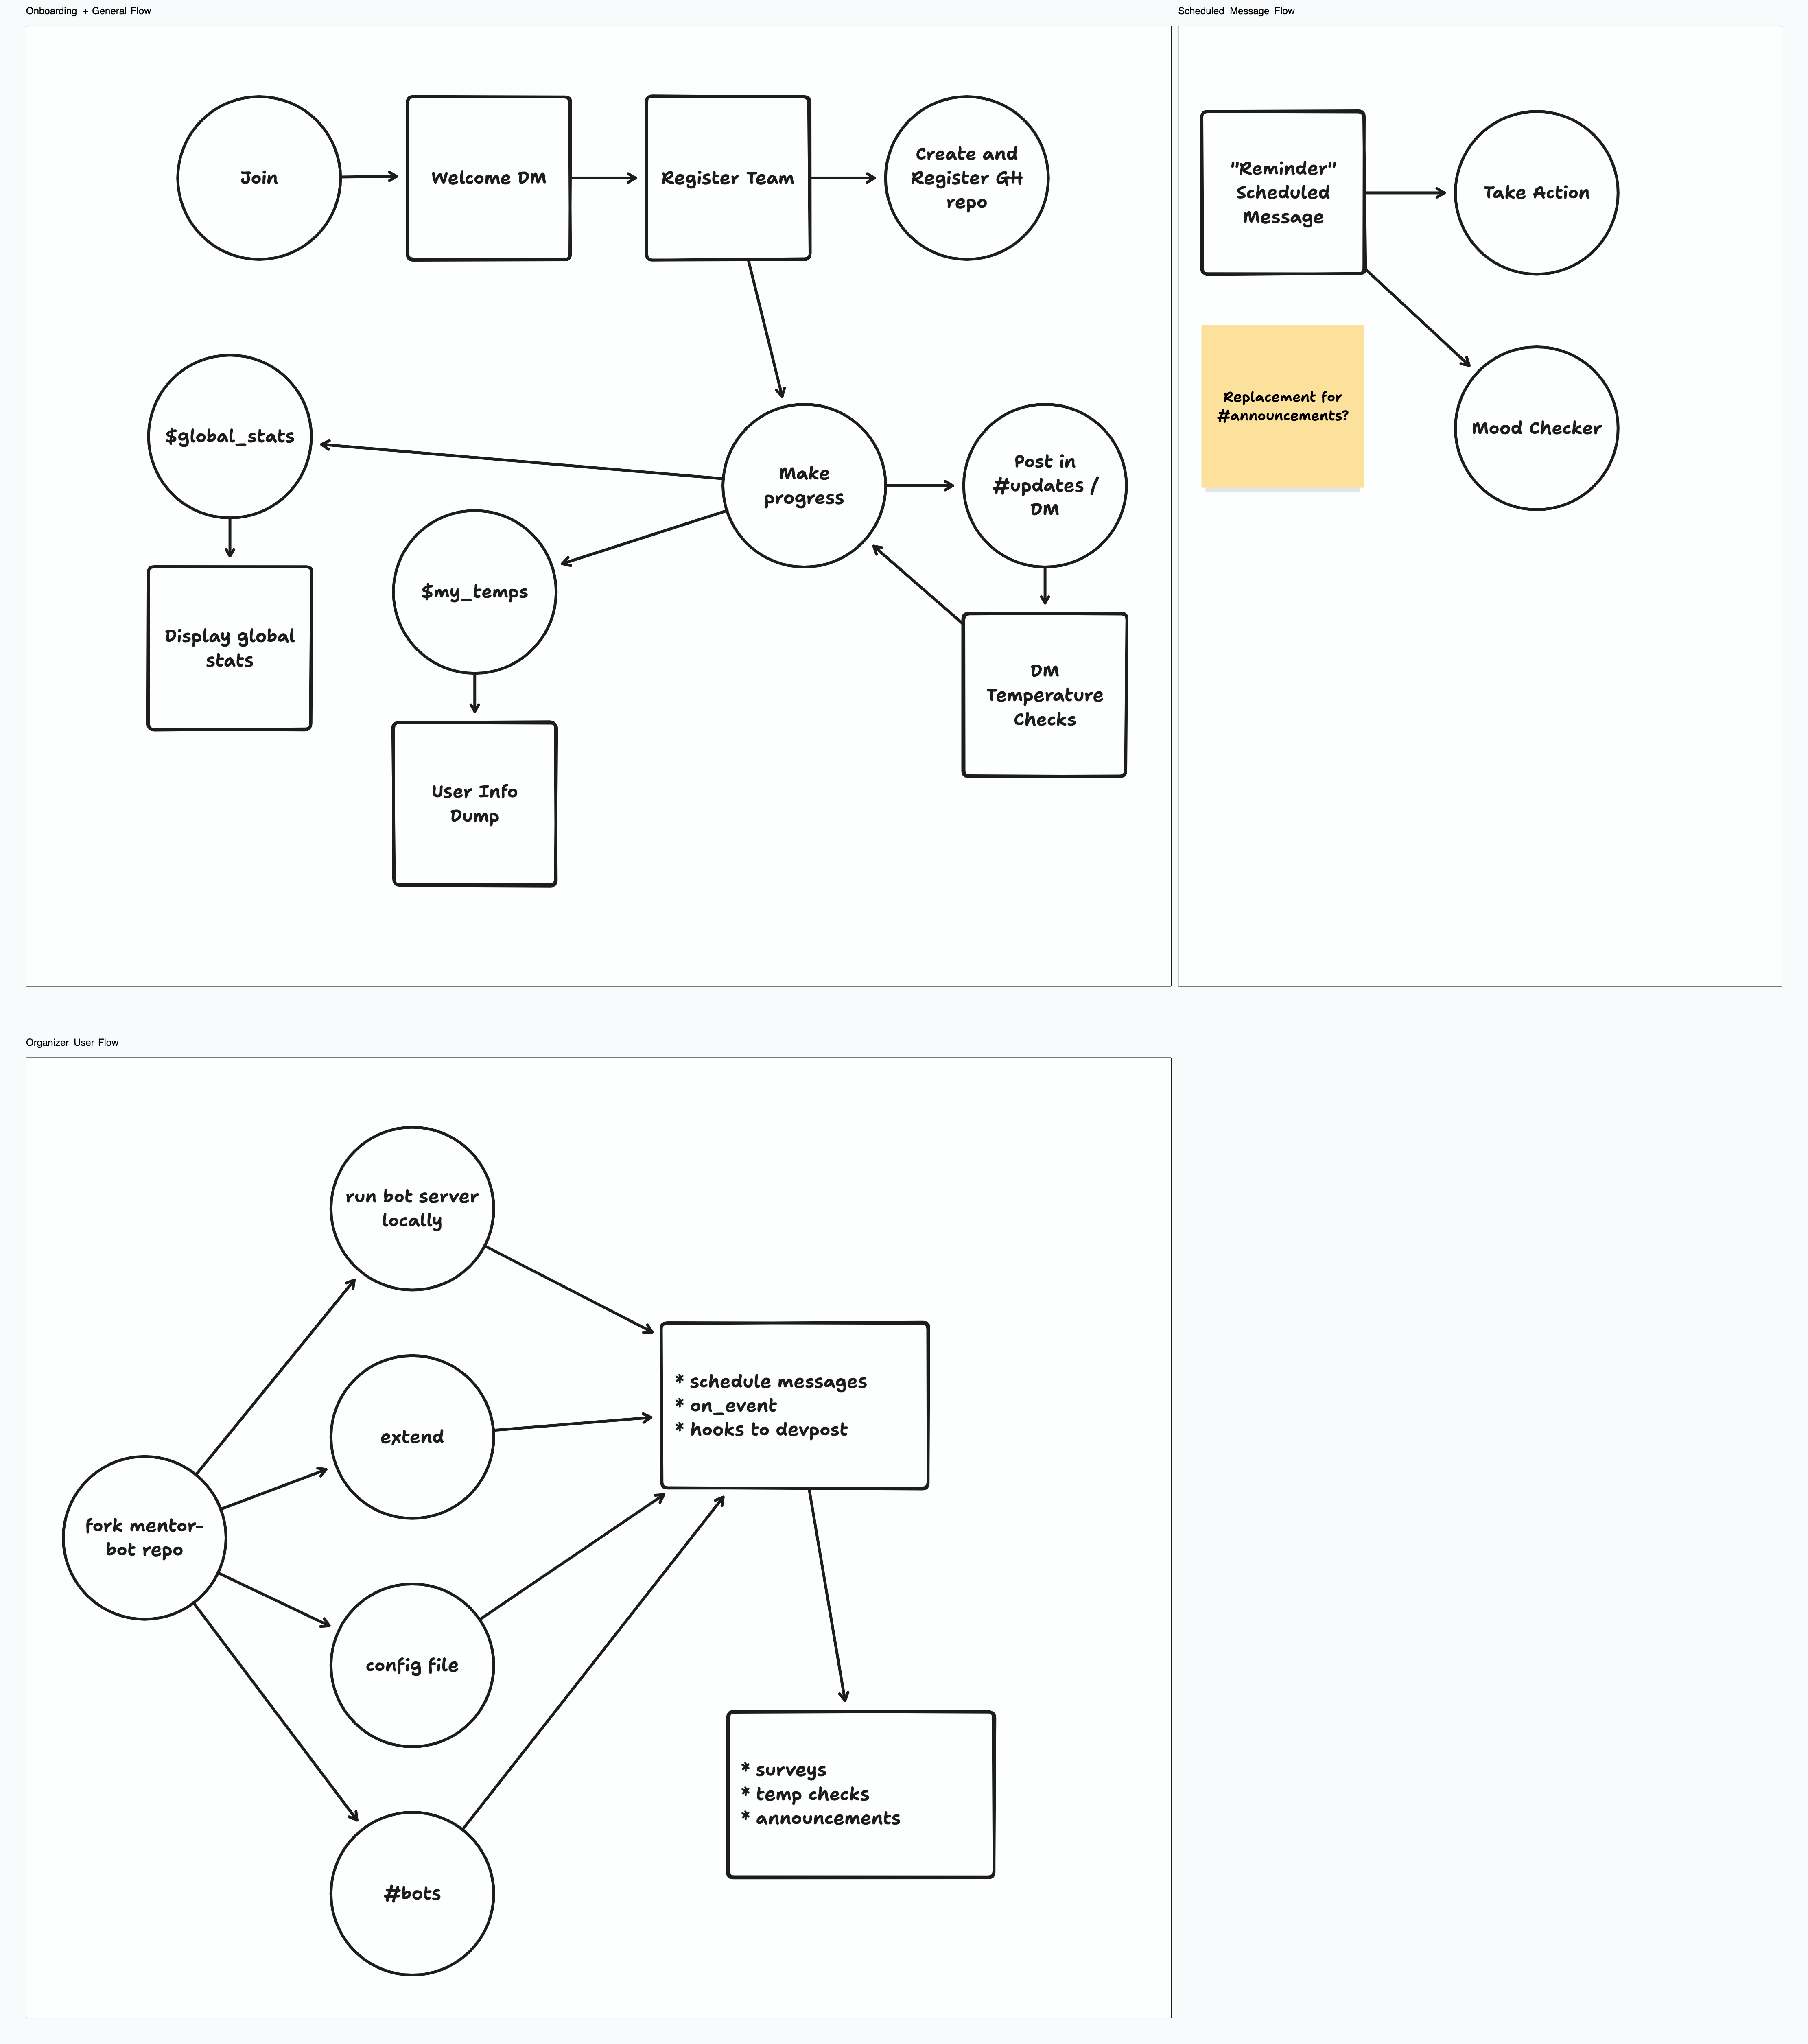 Onboarding + General Flow
Join
Welcome DM
Register Team
Create and
Register GH
repo
$global_stats
Make
progress
Post in
#updates /
DM
$my_temps
Display global
stats
DM
Temperature
Checks
User Info
Dump
Scheduled Message Flow
"Reminder"
Scheduled
Message
Take Action
Replacement for
#announcements?
Mood Checker
Organizer User Flow
run bot server
locally
extend
* schedule messages
* on_event
* hooks to devpost
fork mentor-
bot repo
config file
* surveys
* temp checks
* announcements
#bots